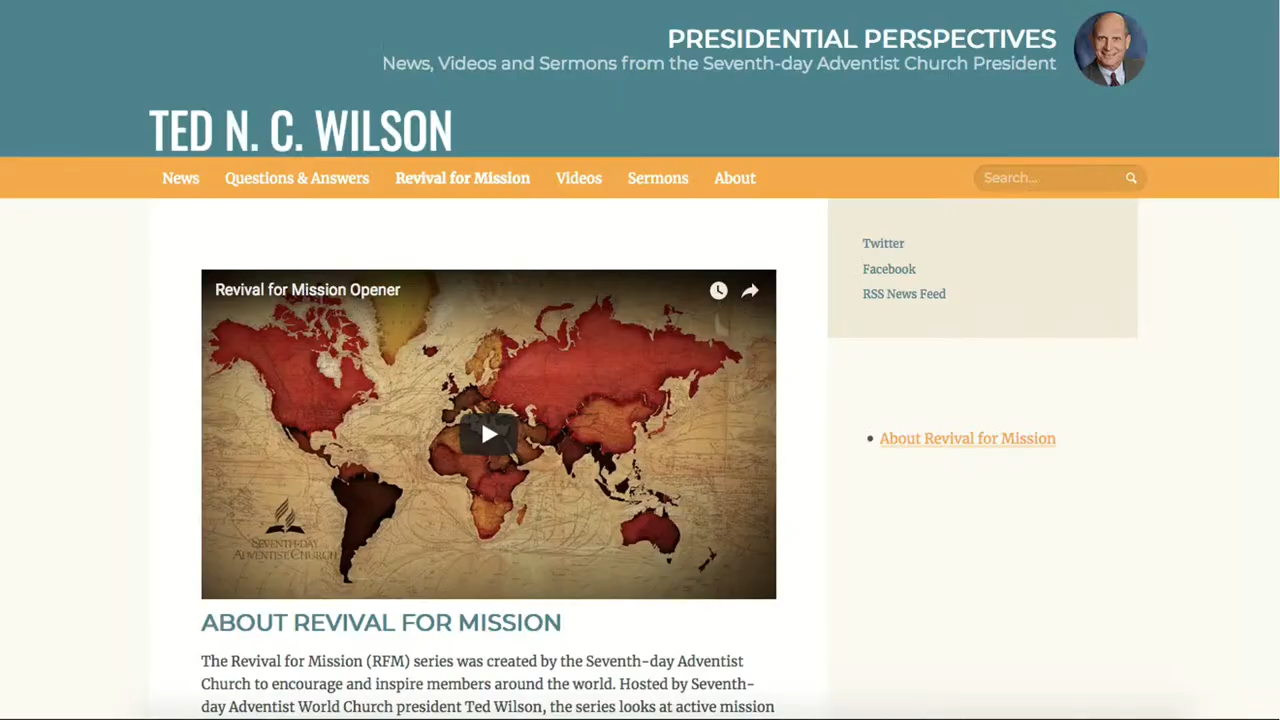 PRESIDENTIAL PERSPECTIVES
News, Videos and Sermons from the Seventh-day Adventist Church President
TED N. C. WILSON
News Questions & Answers Revival for Mission Videos Sermons About Search...
Twitter
Facebook
RSS News Feed
Revival for Mission Opener
SEVENTH-DAY
ADVENTIST CHURCH
About Revival for Mission
ABOUT REVIVAL FOR MISSION
The Revival for Mission (RFM) series was created by the Seventh-day Adventist
Church to encourage and inspire members around the world. Hosted by Seventh-
day Adventist World Church president Ted Wilson, the series looks at active mission